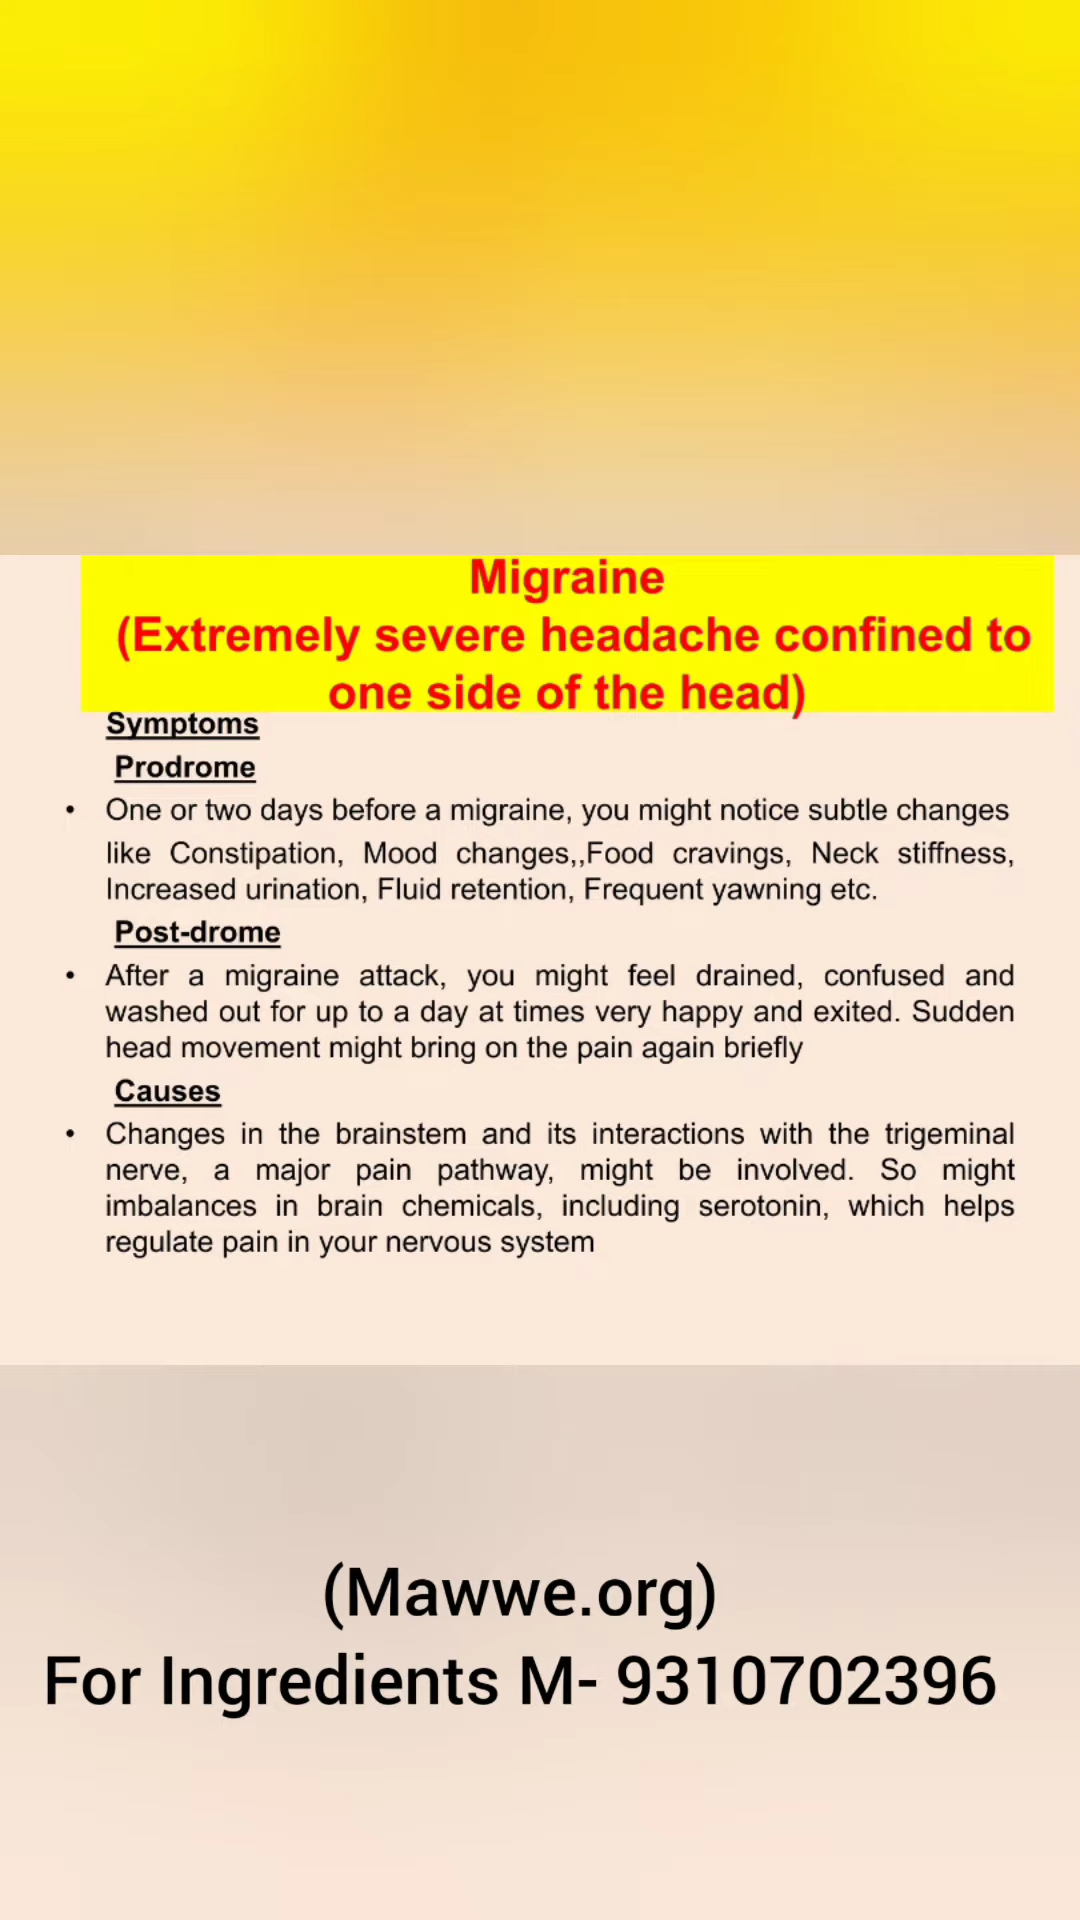 Migraine
(Extremely severe headache confined to
one side of the head)
Symptoms
Prodrome
• One or two days before a migraine, you might notice subtle changes
like Constipation, Mood changes,,Food cravings, Neck stiffness,
Increased urination, Fluid retention, Frequent yawning etc.
Post-drome
• After a migraine attack, you might feel drained, confused and
washed out for up to a day at times very happy and exited. Sudden
head movement might bring on the pain again briefly
Causes
• Changes in the brainstem and its interactions with the trigeminal
nerve, a major pain pathway, might be involved. So might
imbalances in brain chemicals, including serotonin, which helps
regulate pain in your nervous system
(Mawwe.org)
For Ingredients M- 9310702396